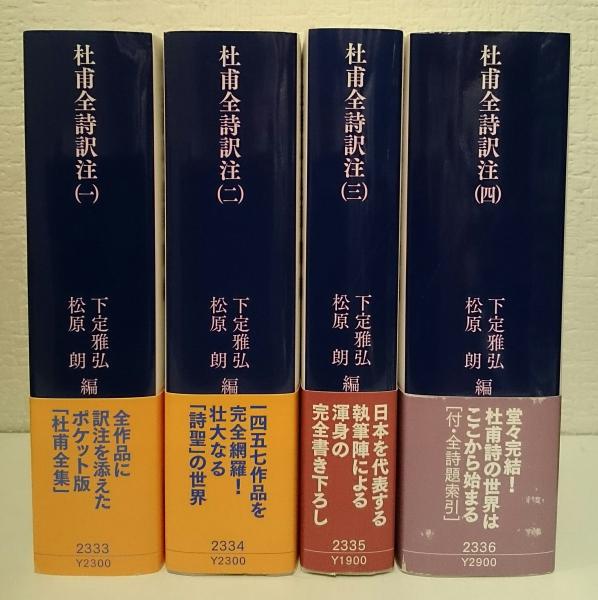 杜甫全詩訳注(一)
下定雅弘
松原 朗 編
全作品に
訳注を添えた
ポケット版
「杜甫全集」
2333
Y2300
杜甫全詩訳注(二)
下定雅弘
松原 朗 編
一四五七作品を
完全網羅!
壮大なる
「詩聖」の世界
2334
Y2300
杜甫全詩訳注(三)
下定雅弘
松原 朗 編
日本を代表する
執筆陣による
渾身の
完全書き下ろし
2335
Y1900
杜甫全詩訳注(四)
下定雅弘
松原 朗 編
堂々完結!
杜甫詩の世界は
ここから始まる
[付・全詩題索引]
2336
Y2900